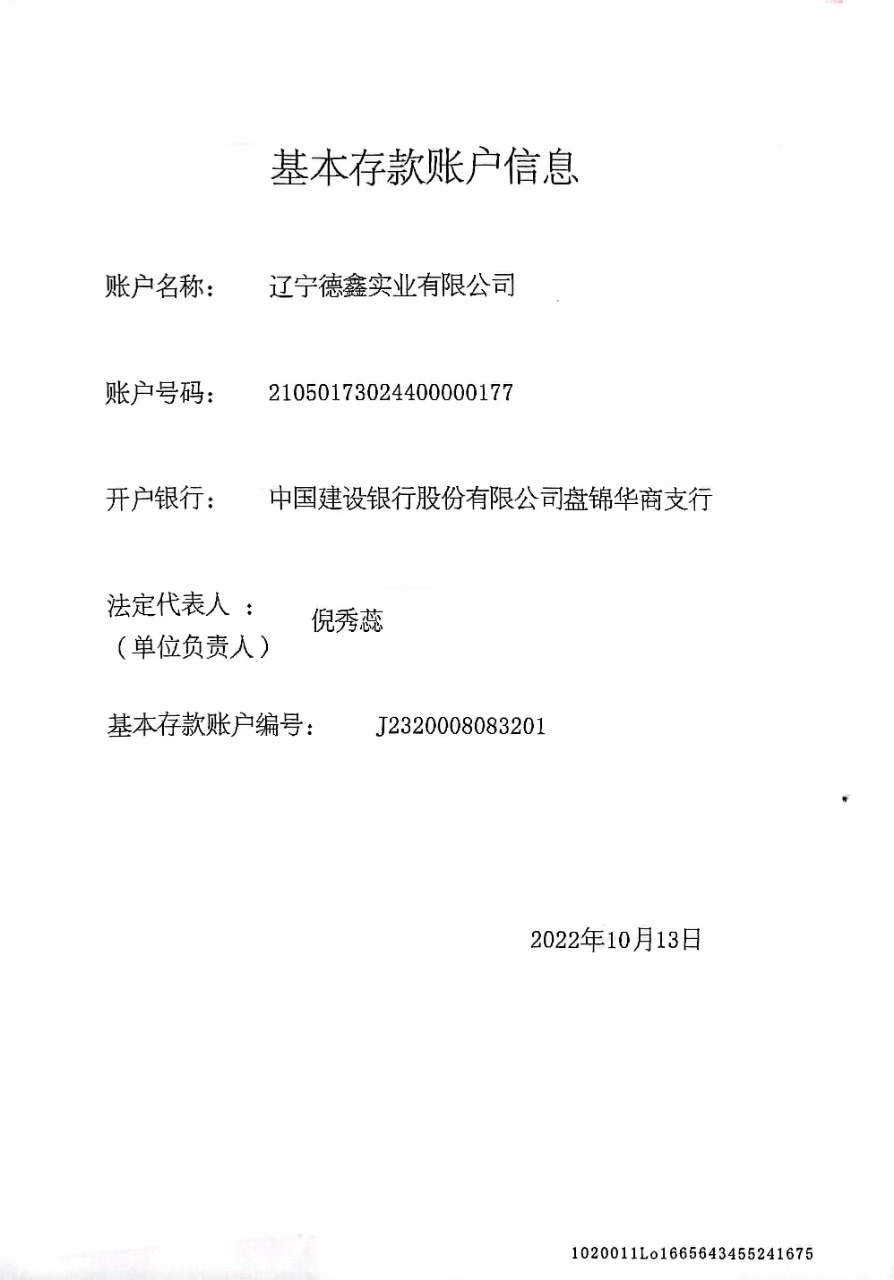 基本存款账户信息
账户名称： 辽宁德鑫实业有限公司
账户号码： 21050173024400000177
开户银行： 中国建设银行股份有限公司盘锦华商支行
法定代表人 ： 倪秀蕊
（单位负责人）
基本存款账户编号： J2320008083201
2022年10月13日
1020011Lo1665643455241675